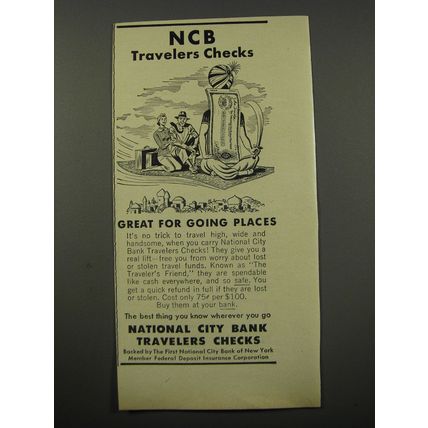 NCB
Travelers Checks
GREAT FOR GOING PLACES
It's no trick to travel high, wide and
handsome, when you carry National City
Bank Travelers Checks! They give you a
real lift—free you from worry about lost
or stolen travel funds. Known as "The
Traveler's Friend," they are spendable
like cash everywhere, and so safe. You
get a quick refund in full if they are lost
or stolen. Cost only 75¢ per $100.
Buy them at your bank.
The best thing you know wherever you go
NATIONAL CITY BANK
TRAVELERS CHECKS
Backed by The First National City Bank of New York
Member Federal Deposit Insurance Corporation